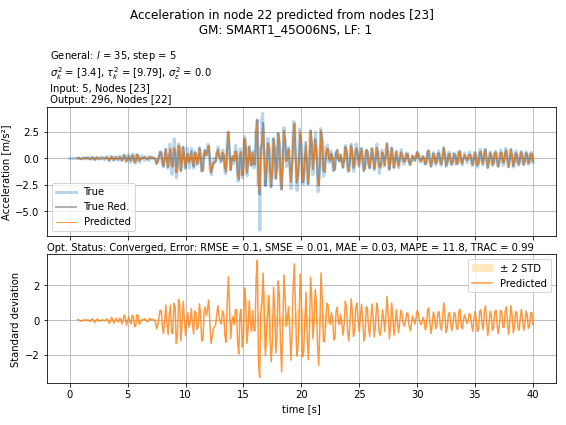 Acceleration in node 22 predicted from nodes [23]
GM: SMART1_45O06NS, LF: 1
General: l = 35, step = 5
σ²ₖ = [3.4], τ²ₖ = [9.79], σ²ε = 0.0
Input: 5, Nodes [23]
Output: 296, Nodes [22]
Acceleration [m/s²]
2.5
0.0
−2.5
−5.0
True
True Red.
Predicted
Opt. Status: Converged, Error: RMSE = 0.1, SMSE = 0.01, MAE = 0.03, MAPE = 11.8, TRAC = 0.99
Standard deviation
2
0
−2
± 2 STD
Predicted
0 5 10 15 20 25 30 35 40
time [s]